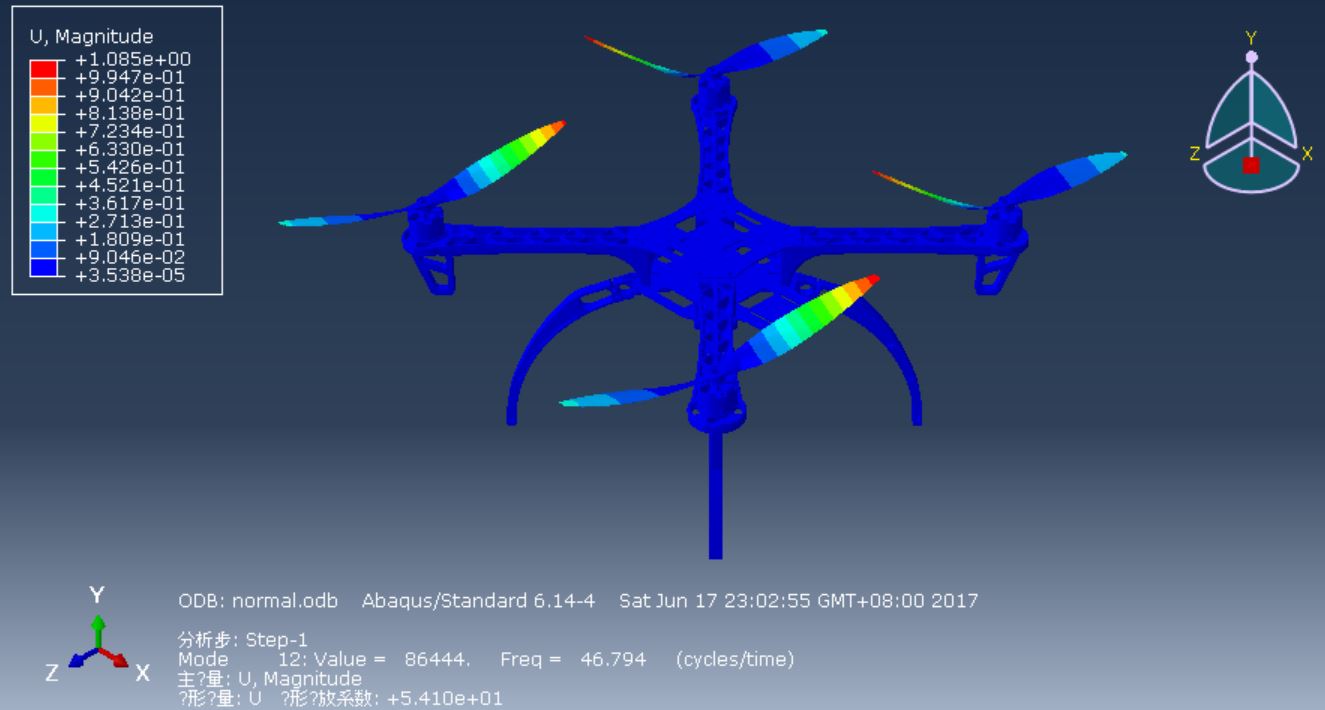 U, Magnitude
+1.085e+00
+9.947e-01
+9.042e-01
+8.138e-01
+7.234e-01
+6.330e-01
+5.426e-01
+4.521e-01
+3.617e-01
+2.713e-01
+1.809e-01
+9.046e-02
+3.538e-05
Y
Z
X
Y
Z
X
ODB: normal.odb Abaqus/Standard 6.14-4 Sat Jun 17 23:02:55 GMT+08:00 2017
分析步: Step-1
Mode 12: Value = 86444. Freq = 46.794 (cycles/time)
主?量: U, Magnitude
?形?量: U ?形?放系数: +5.410e+01